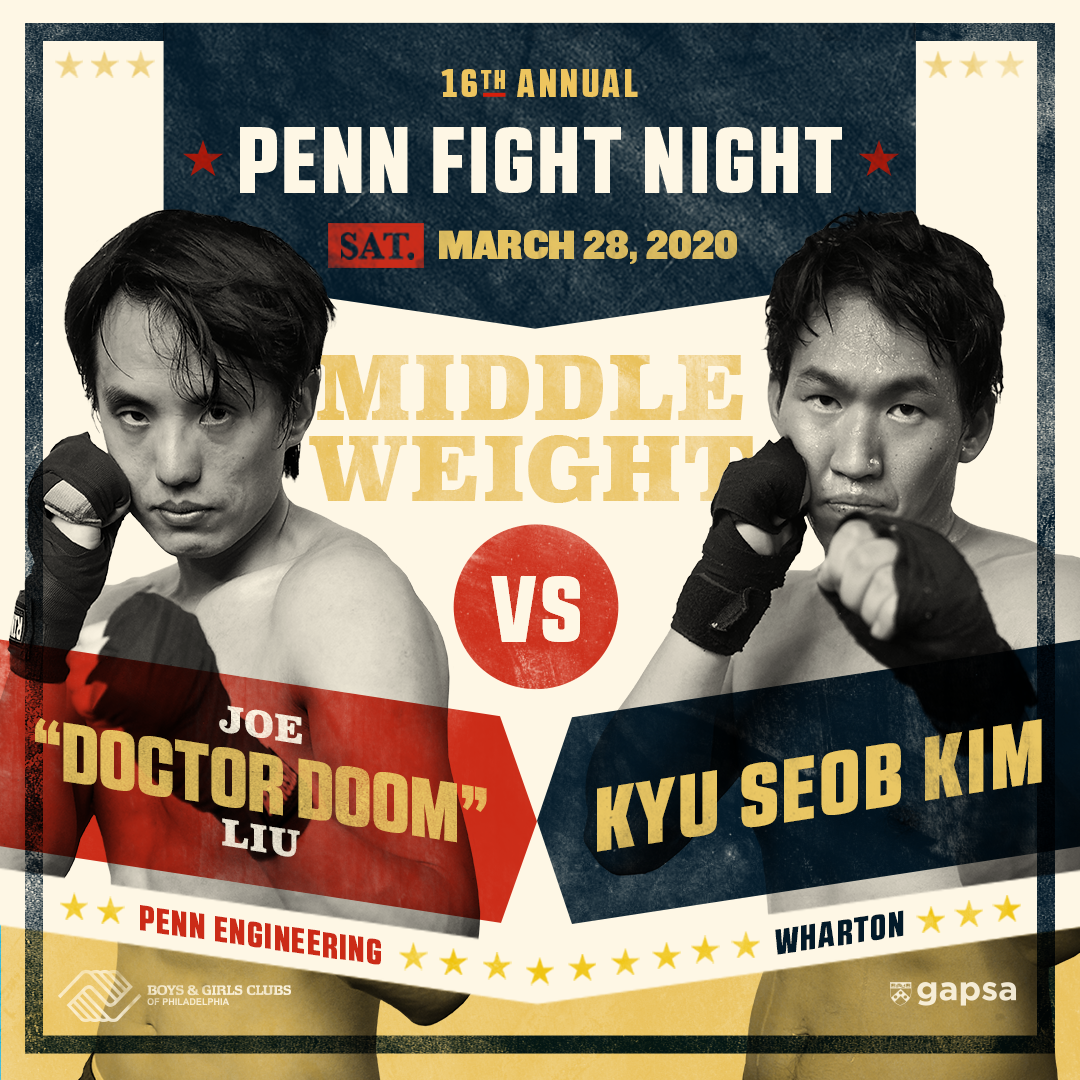 16TH ANNUAL
PENN FIGHT NIGHT
SAT. MARCH 28, 2020
MIDDLE
WEIGHT
VS
JOE
“DOCTOR DOOM”
LIU
KYU SEOB KIM
PENN ENGINEERING
WHARTON
BOYS & GIRLS CLUBS
OF PHILADELPHIA
gapsa